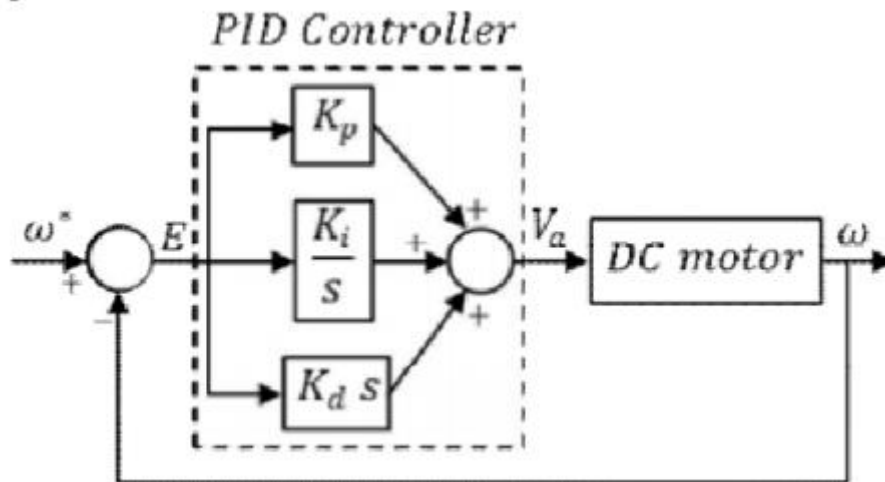 PID Controller
K_p
ω*
E
K_i/s
V_a
DC motor
ω
K_d s
+
−
+
+
+